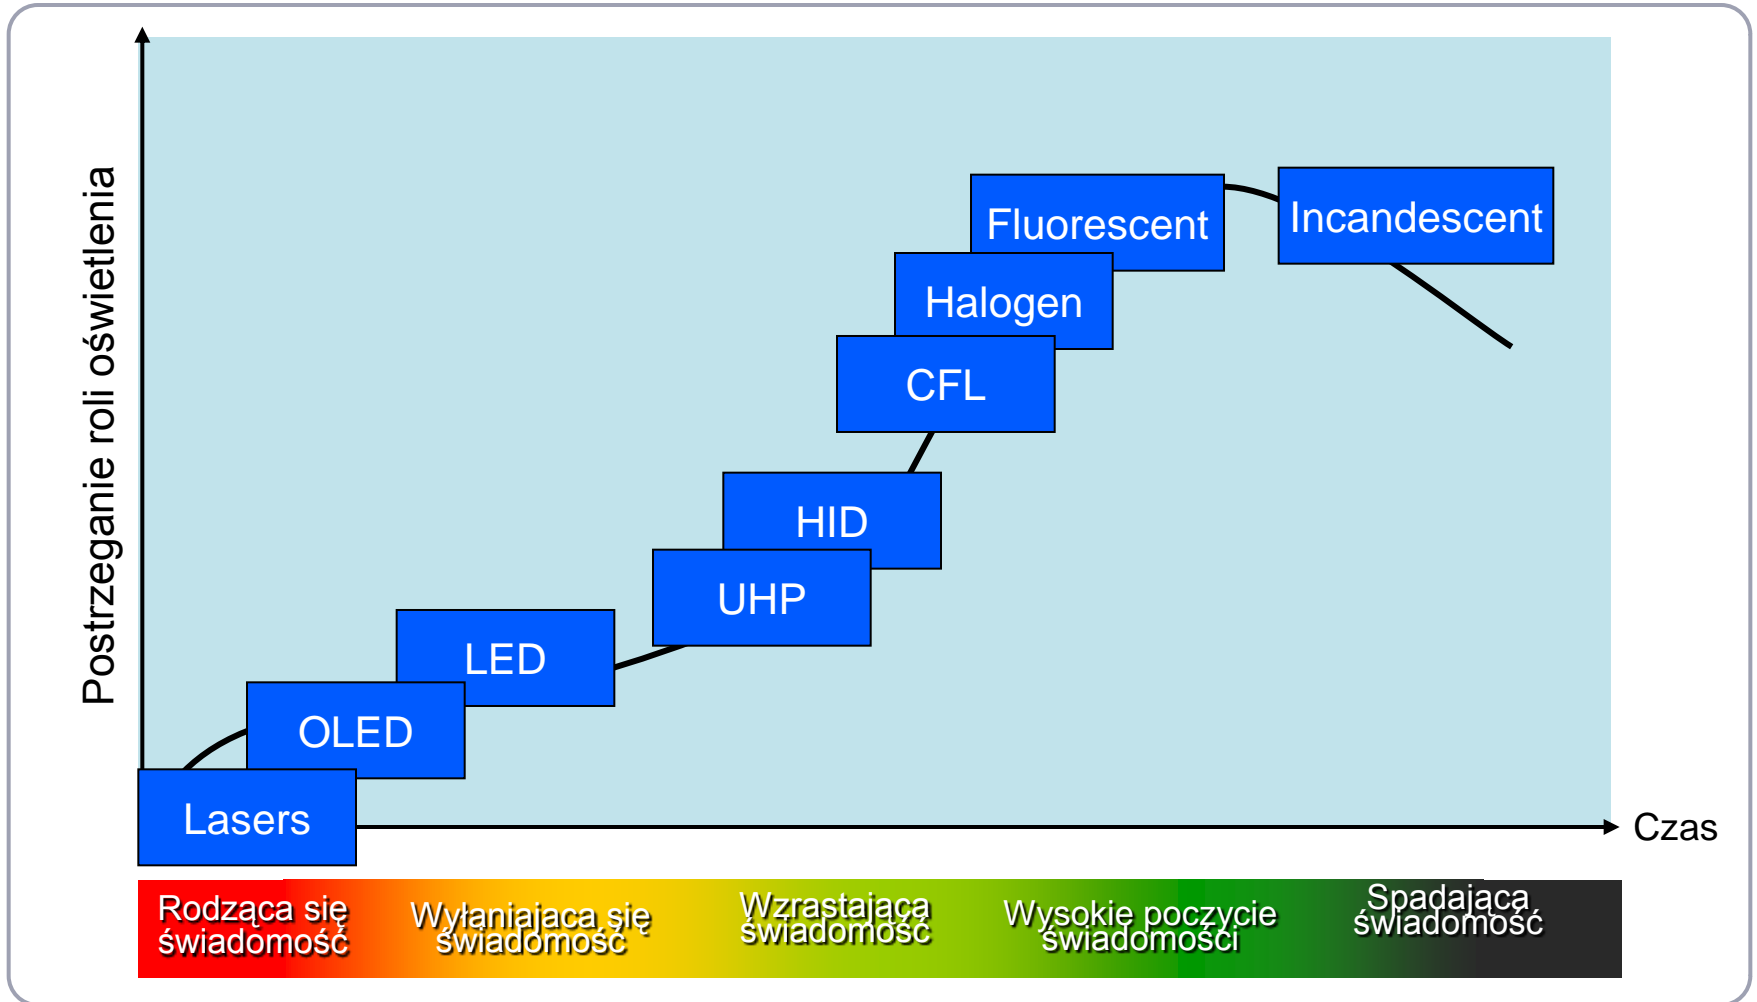 Postrzeganie roli oświetlenia
Fluorescent
Incandescent
Halogen
CFL
HID
UHP
LED
OLED
Lasers
Czas
Rodząca się
świadomość
Wyłaniajaca się
świadomość
Wzrastająca
świadomość
Wysokie poczycie
świadomości
Spadająca
świadomość